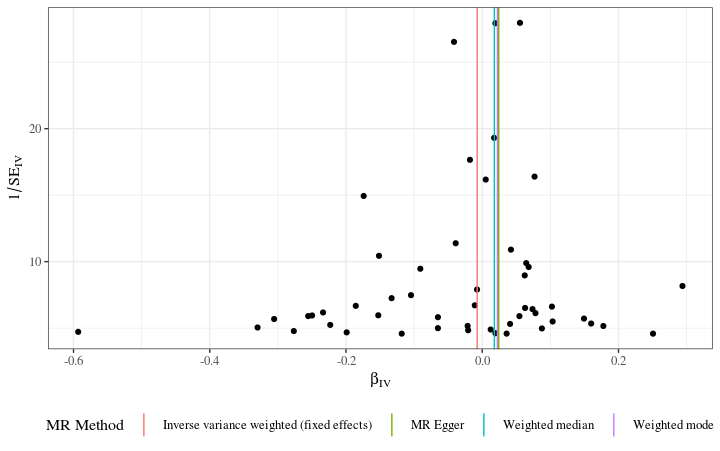 20
10
1/SE_IV
-0.6 -0.4 -0.2 0.0 0.2
β_IV
MR Method Inverse variance weighted (fixed effects) MR Egger Weighted median Weighted mode